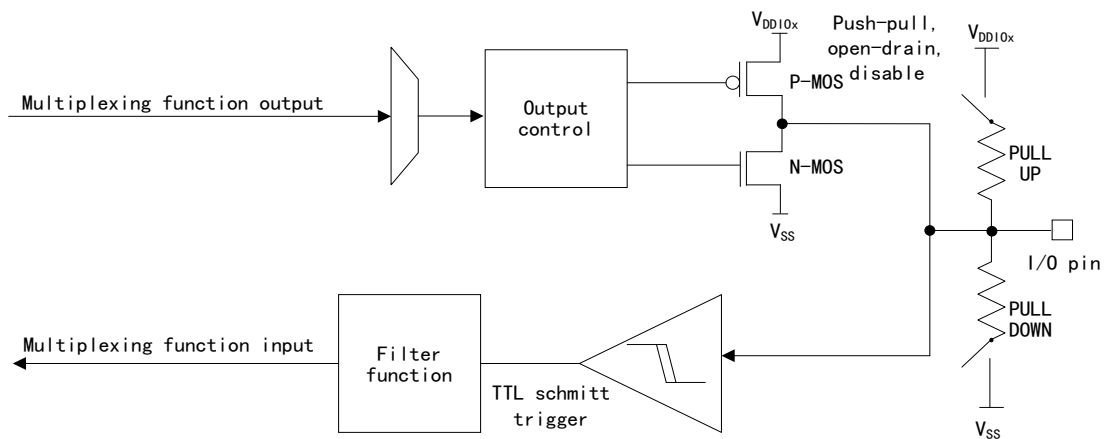 V_DDIOx
Push-pull,
open-drain,
disable
V_DDIOx
Multiplexing function output
Output
control
P-MOS
N-MOS
PULL
UP
V_SS
I/O pin
Multiplexing function input
Filter
function
TTL schmitt
trigger
PULL
DOWN
V_SS